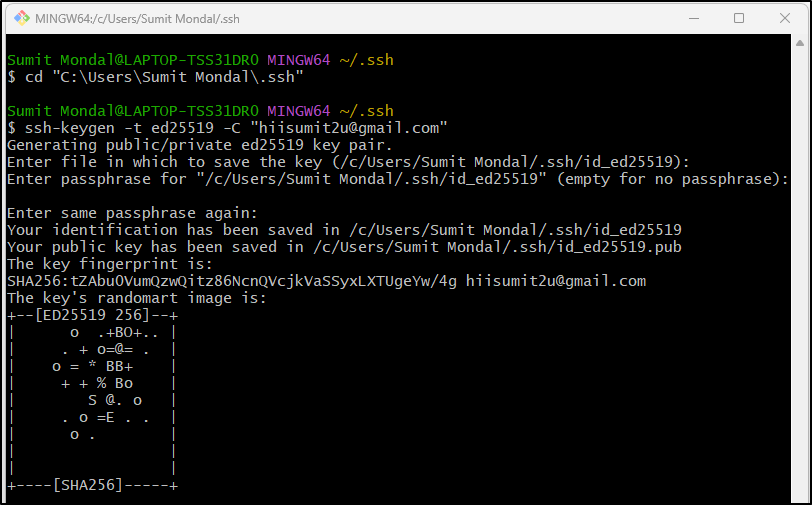 MINGW64:/c/Users/Sumit Mondal/.ssh
Sumit Mondal@LAPTOP-TSS31DRO MINGW64 ~/.ssh
$ cd "C:\Users\Sumit Mondal\.ssh"
Sumit Mondal@LAPTOP-TSS31DRO MINGW64 ~/.ssh
$ ssh-keygen -t ed25519 -C "hiisumit2u@gmail.com"
Generating public/private ed25519 key pair.
Enter file in which to save the key (/c/Users/Sumit Mondal/.ssh/id_ed25519):
Enter passphrase for "/c/Users/Sumit Mondal/.ssh/id_ed25519" (empty for no passphrase):
Enter same passphrase again:
Your identification has been saved in /c/Users/Sumit Mondal/.ssh/id_ed25519
Your public key has been saved in /c/Users/Sumit Mondal/.ssh/id_ed25519.pub
The key fingerprint is:
SHA256:tZAbuOVumQzwQitz86NcnQVcjkVaSSyxLXTUgeYw/4g hiisumit2u@gmail.com
The key's randomart image is:
+--[ED25519 256]--+
|      o  .+BO+.. |
|     . + o=@= .  |
|    o = * BB+    |
|     + + % Bo    |
|        S @. o   |
|     . o =E . .  |
|      o .        |
|                 |
|                 |
+----[SHA256]-----+